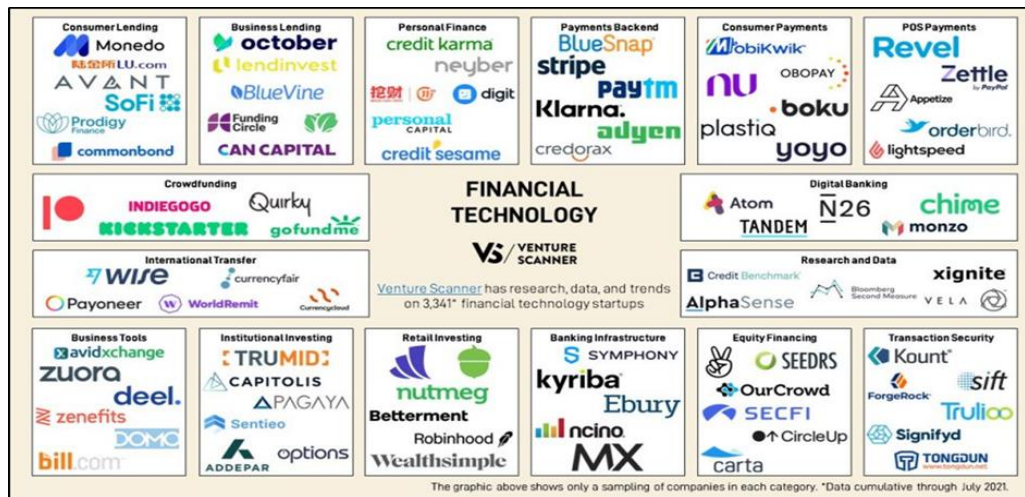 Consumer Lending
Monedo
陆金所LU.com
AVANT
SoFi
Prodigy
Finance
commonbond
Business Lending
october
lendinvest
BlueVine
Funding
Circle
CAN CAPITAL
Personal Finance
credit karma
neyber
挖财
digit
personal
CAPITAL
credit sesame
Payments Backend
BlueSnap
stripe
paytm
Klarna.
adyen
credorax
Consumer Payments
MobiKwik
nu
OBOPAY
boku
plastiq
yoyo
POS Payments
Revel
Zettle
by PayPal
Appetize
orderbird.
lightspeed
Crowdfunding
INDIEGOGO
Quirky
KICKSTARTER
gofundme
FINANCIAL
TECHNOLOGY
VS/VENTURE
SCANNER
Venture Scanner has research, data, and trends
on 3,341* financial technology startups
Digital Banking
Atom
N26
chime
TANDEM
monzo
International Transfer
wise
currencyfair
Payoneer
WorldRemit
Currencycloud
Research and Data
Credit Benchmark
xignite
AlphaSense
Bloomberg
Second Measure
VELA
Business Tools
avidxchange
zuora
deel.
zenefits
DOMO
bill.com
Institutional Investing
TRUMID
CAPITOLIS
PAGAYA
Sentieo
ADDEPAR
options
Retail Investing
nutmeg
Betterment
Robinhood
Wealthsimple
Banking Infrastructure
SYMPHONY
kyriba
Ebury
ncino
MX
Equity Financing
SEEDRS
OurCrowd
SECFI
CircleUp
carta
Transaction Security
Kount
ForgeRock
sift
Trulioo
Signifyd
TONGDUN
www.tongdun.net
The graphic above shows only a sampling of companies in each category. *Data cumulative through July 2021.